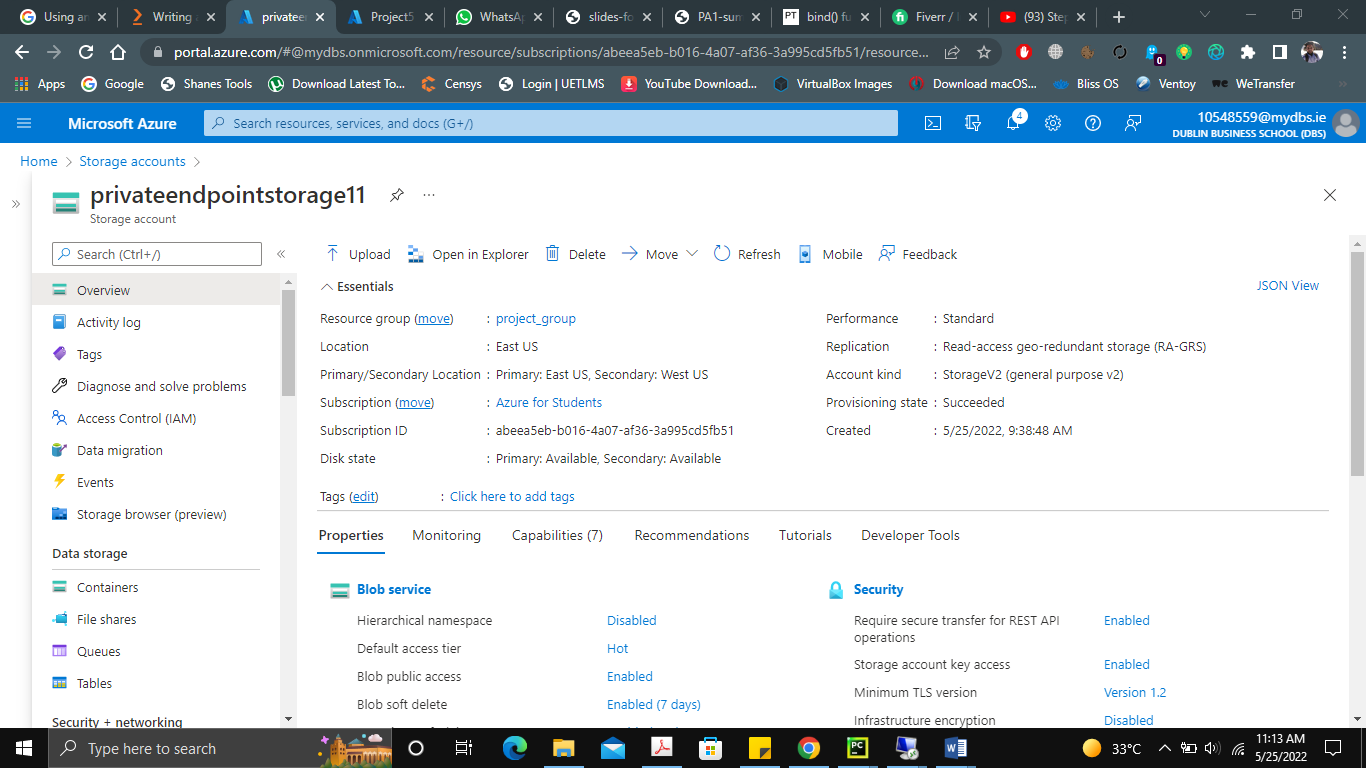 Using an
Writing a
privatee
Project5
WhatsAp
slides-fo
PA1-sum
bind() fu
Fiverr /
(93) Step
portal.azure.com/#@mydbs.onmicrosoft.com/resource/subscriptions/abeea5eb-b016-4a07-af36-3a995cd5fb51/resource...
0
Apps
Google
Shanes Tools
Download Latest To...
Censys
Login | UETLMS
YouTube Download...
VirtualBox Images
Download macOS...
Bliss OS
Ventoy
WeTransfer
Microsoft Azure
Search resources, services, and docs (G+/)
4
10548559@mydbs.ie
DUBLIN BUSINESS SCHOOL (DBS)
Home > Storage accounts >
privateendpointstorage11
Storage account
Search (Ctrl+/)
Overview
Activity log
Tags
Diagnose and solve problems
Access Control (IAM)
Data migration
Events
Storage browser (preview)
Data storage
Containers
File shares
Queues
Tables
Security + networking
Upload
Open in Explorer
Delete
Move
Refresh
Mobile
Feedback
Essentials
JSON View
Resource group (move) : project_group
Location : East US
Primary/Secondary Location : Primary: East US, Secondary: West US
Subscription (move) : Azure for Students
Subscription ID : abeea5eb-b016-4a07-af36-3a995cd5fb51
Disk state : Primary: Available, Secondary: Available
Performance : Standard
Replication : Read-access geo-redundant storage (RA-GRS)
Account kind : StorageV2 (general purpose v2)
Provisioning state : Succeeded
Created : 5/25/2022, 9:38:48 AM
Tags (edit) : Click here to add tags
Properties
Monitoring
Capabilities (7)
Recommendations
Tutorials
Developer Tools
Blob service
Hierarchical namespace Disabled
Default access tier Hot
Blob public access Enabled
Blob soft delete Enabled (7 days)
Security
Require secure transfer for REST API Enabled
operations
Storage account key access Enabled
Minimum TLS version Version 1.2
Infrastructure encryption Disabled
Type here to search
33°C
11:13 AM
5/25/2022